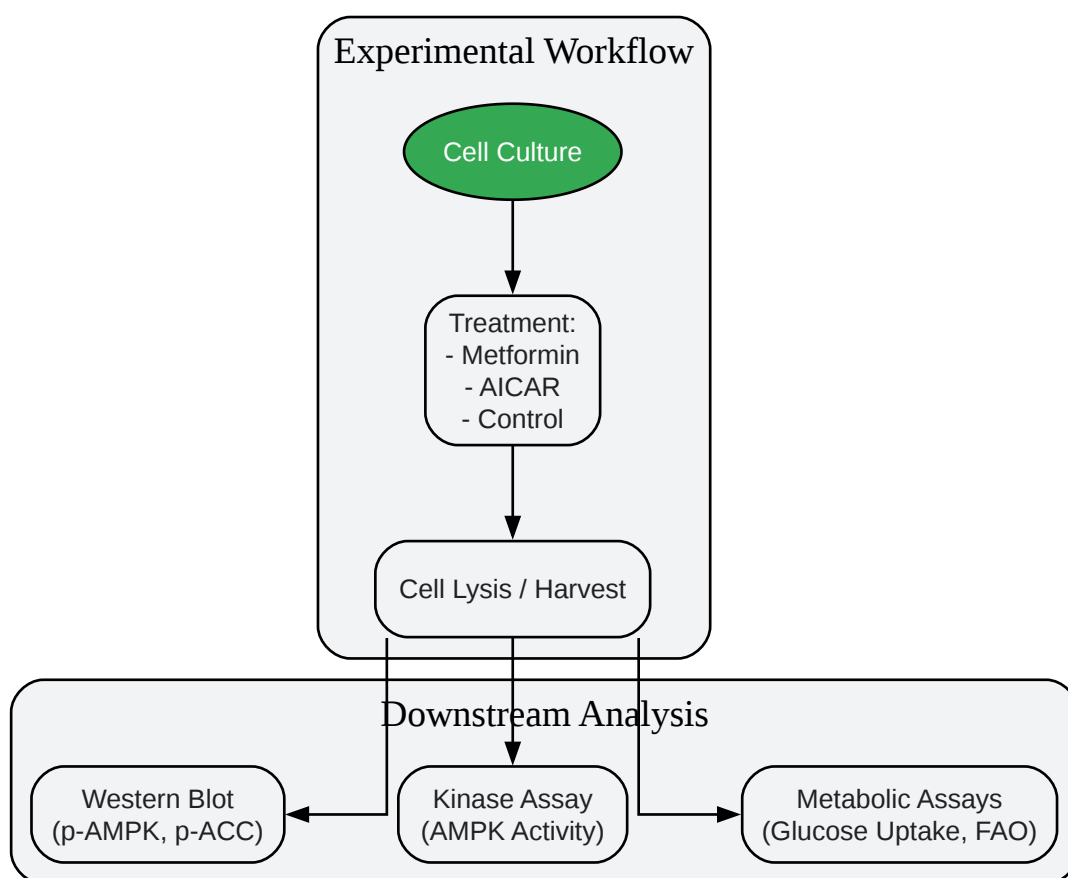 Experimental Workflow
Cell Culture
Treatment:
- Metformin
- AICAR
- Control
Cell Lysis / Harvest
Downstream Analysis
Western Blot
(p-AMPK, p-ACC)
Kinase Assay
(AMPK Activity)
Metabolic Assays
(Glucose Uptake, FAO)